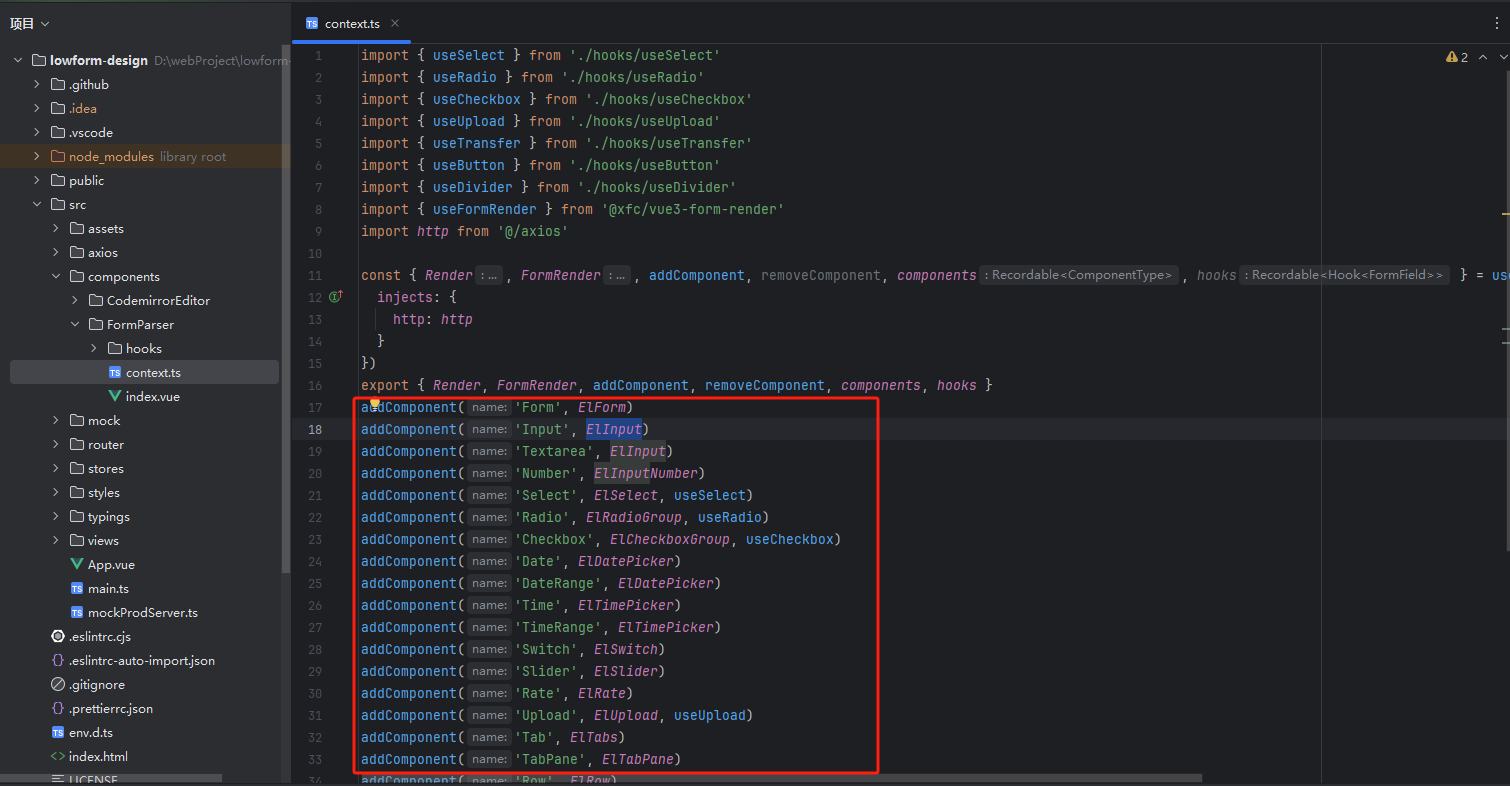 项目
lowform-design D:\webProject\lowform-
.github
.idea
.vscode
node_modules library root
public
src
assets
axios
components
CodemirrorEditor
FormParser
hooks
context.ts
index.vue
mock
router
stores
styles
typings
views
App.vue
main.ts
mockProdServer.ts
.eslintrc.cjs
.eslintrc-auto-import.json
.gitignore
.prettierrc.json
env.d.ts
index.html
LICENSE
context.ts
2
1 import { useSelect } from './hooks/useSelect'
2 import { useRadio } from './hooks/useRadio'
3 import { useCheckbox } from './hooks/useCheckbox'
4 import { useUpload } from './hooks/useUpload'
5 import { useTransfer } from './hooks/useTransfer'
6 import { useButton } from './hooks/useButton'
7 import { useDivider } from './hooks/useDivider'
8 import { useFormRender } from '@xfc/vue3-form-render'
9 import http from '@/axios'
10
11 const { Render : … , FormRender : … , addComponent, removeComponent, components : Recordable<ComponentType> , hooks : Recordable<Hook<FormField>> } = us
12 injects: {
13 http: http
14 }
15 })
16 export { Render, FormRender, addComponent, removeComponent, components, hooks }
17 addComponent( name: 'Form', ElForm)
18 addComponent( name: 'Input', ElInput)
19 addComponent( name: 'Textarea', ElInput)
20 addComponent( name: 'Number', ElInputNumber)
21 addComponent( name: 'Select', ElSelect, useSelect)
22 addComponent( name: 'Radio', ElRadioGroup, useRadio)
23 addComponent( name: 'Checkbox', ElCheckboxGroup, useCheckbox)
24 addComponent( name: 'Date', ElDatePicker)
25 addComponent( name: 'DateRange', ElDatePicker)
26 addComponent( name: 'Time', ElTimePicker)
27 addComponent( name: 'TimeRange', ElTimePicker)
28 addComponent( name: 'Switch', ElSwitch)
29 addComponent( name: 'Slider', ElSlider)
30 addComponent( name: 'Rate', ElRate)
31 addComponent( name: 'Upload', ElUpload, useUpload)
32 addComponent( name: 'Tab', ElTabs)
33 addComponent( name: 'TabPane', ElTabPane)
34 addComponent( name: 'Row', ElRow)